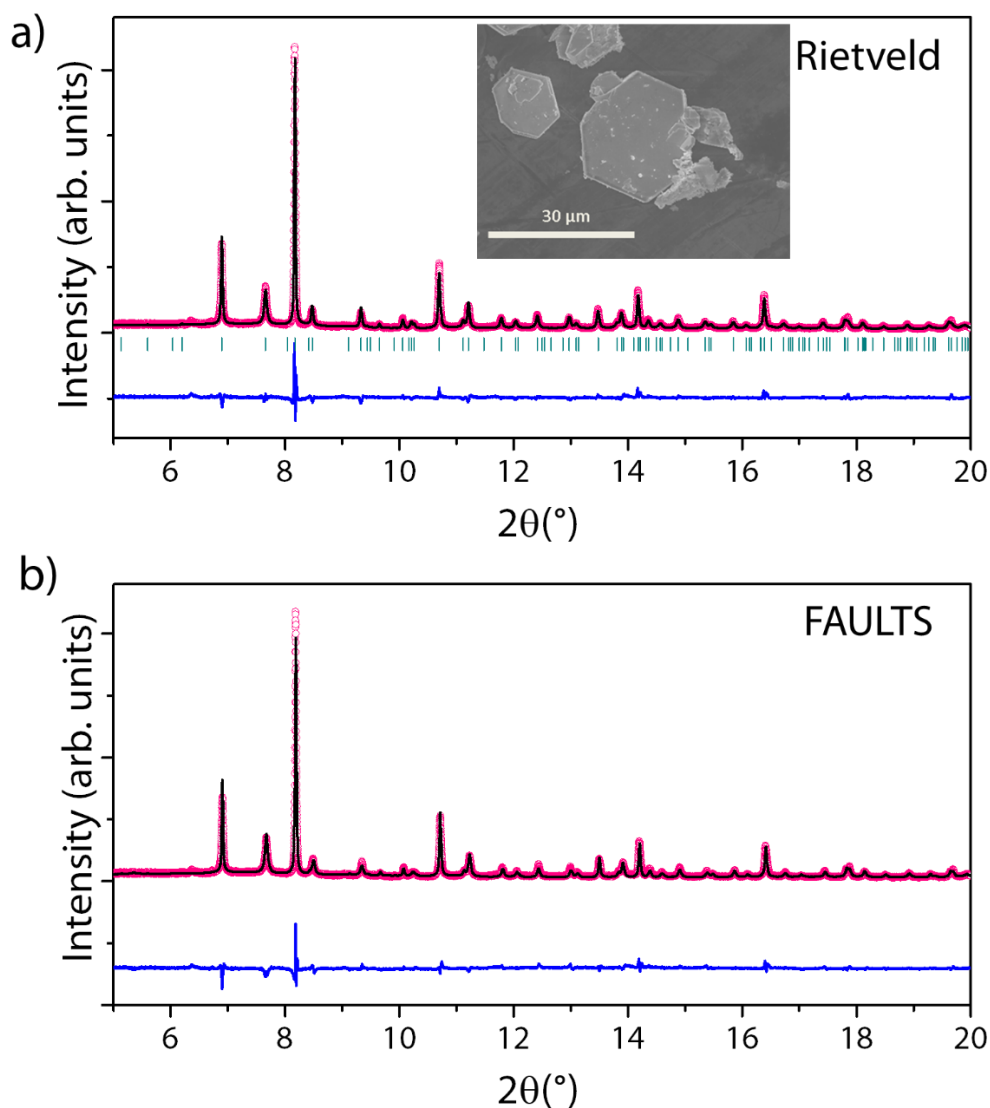 a)
Rietveld
30 μm
Intensity (arb. units)
6 8 10 12 14 16 18 20
2θ(°)
b)
FAULTS
Intensity (arb. units)
6 8 10 12 14 16 18 20
2θ(°)